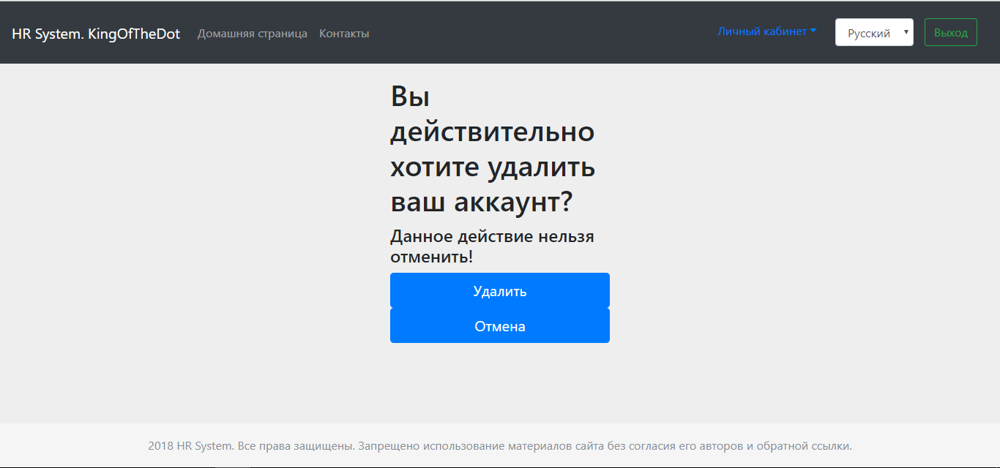 HR System. KingOfTheDot Домашняя страница Контакты Личный кабинет Русский Выход
Вы
действительно
хотите удалить
ваш аккаунт?
Данное действие нельзя
отменить!
Удалить
Отмена
2018 HR System. Все права защищены. Запрещено использование материалов сайта без согласия его авторов и обратной ссылки.